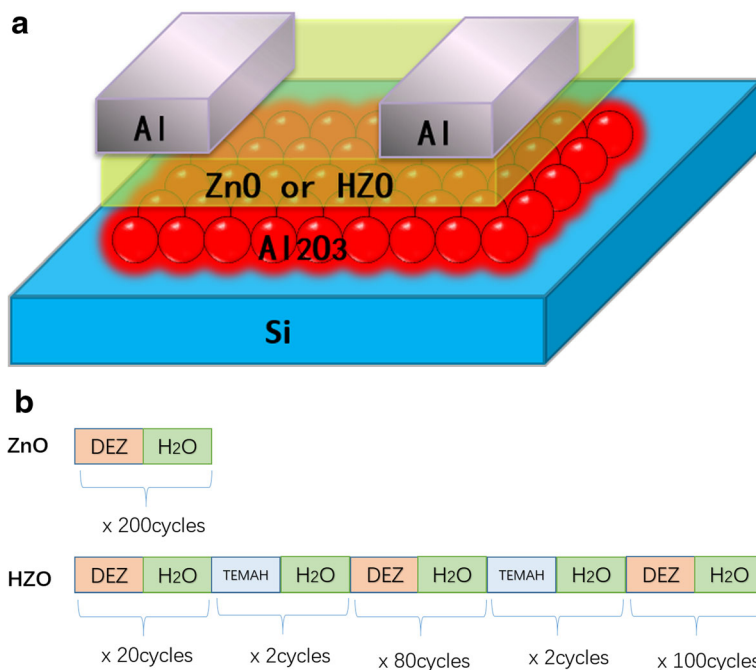 a
Al
Al
ZnO or HZO
Al2O3
Si
b
ZnO
DEZ H2O
x 200cycles
HZO
DEZ H2O TEMAH H2O DEZ H2O TEMAH H2O DEZ H2O
x 20cycles x 2cycles x 80cycles x 2cycles x 100cycles